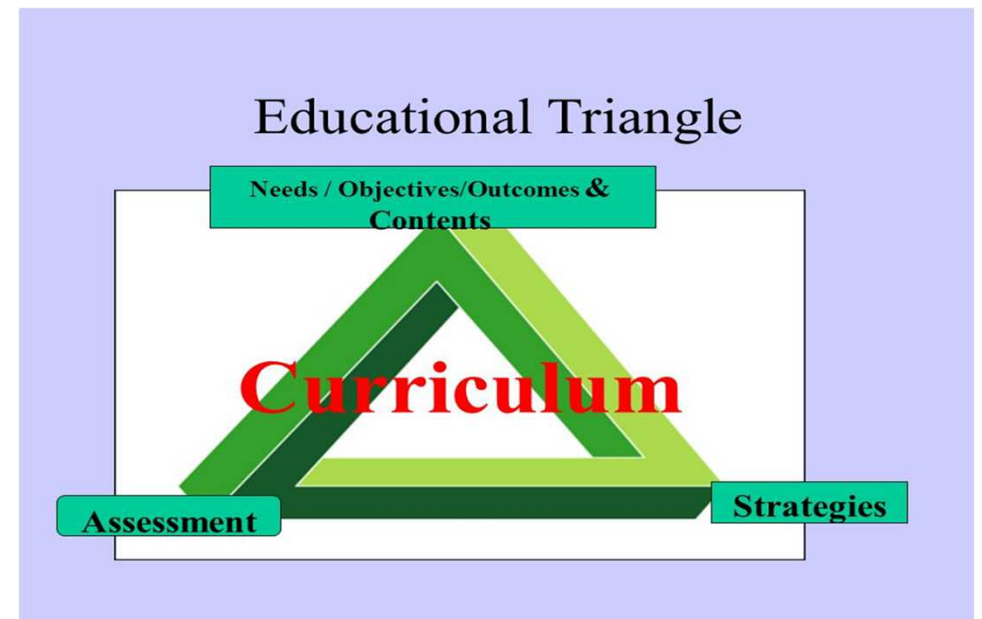 Educational Triangle
Needs / Objectives/Outcomes &
Contents
Curriculum
Assessment
Strategies